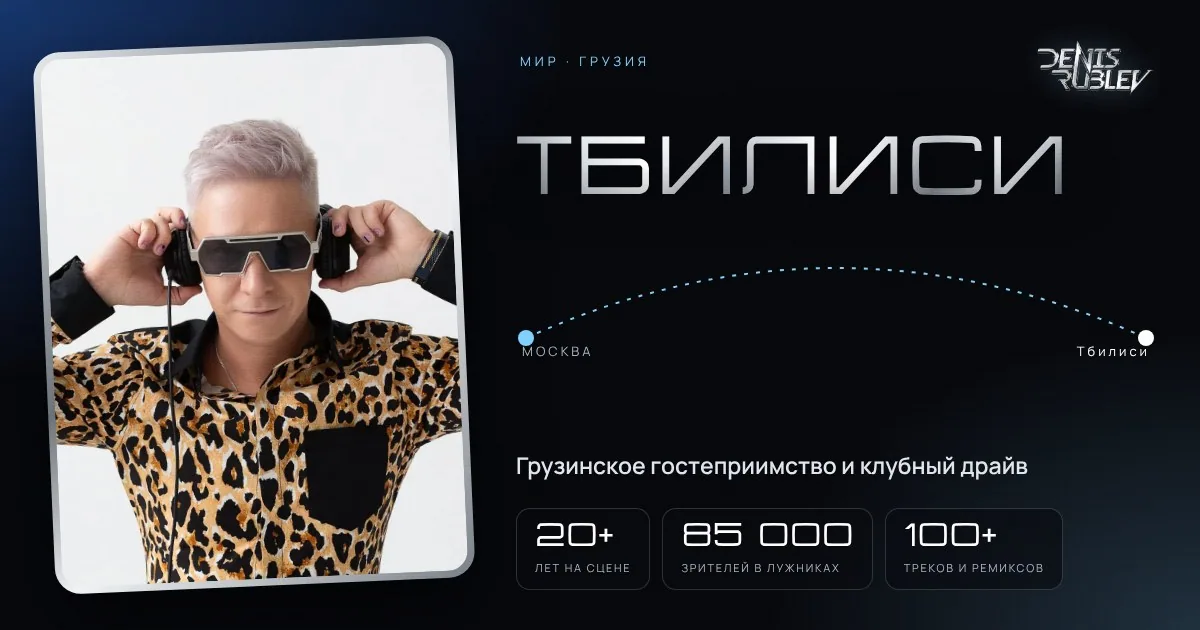 МИР · ГРУЗИЯ
DENIS
RUBLEV
ТБИЛИСИ
МОСКВА
Тбилиси
Грузинское гостеприимство и клубный драйв
20+
ЛЕТ НА СЦЕНЕ
85 000
ЗРИТЕЛЕЙ В ЛУЖНИКАХ
100+
ТРЕКОВ И РЕМИКСОВ